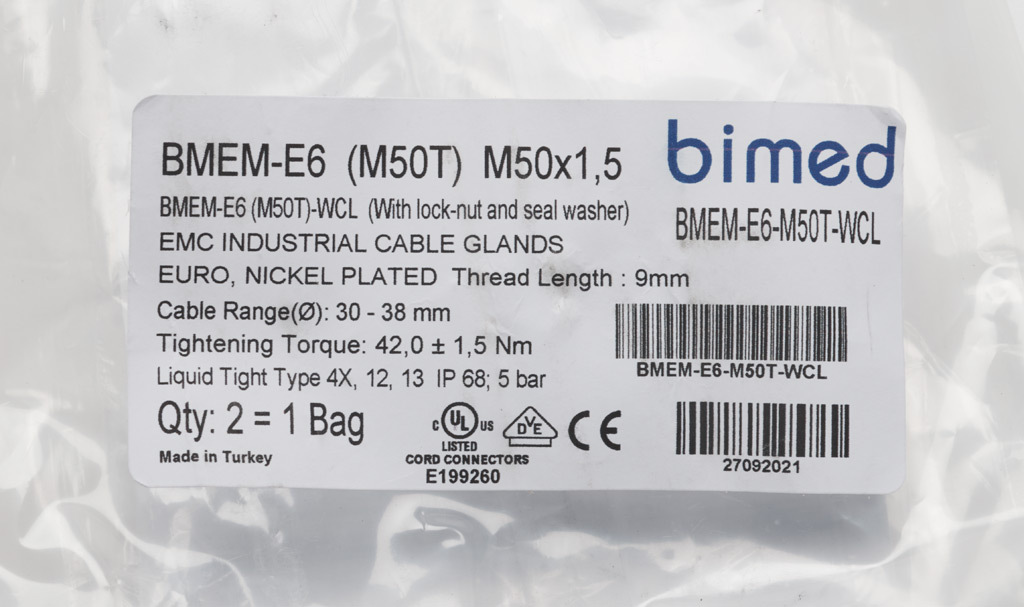 BMEM-E6 (M50T) M50x1,5
bimed
BMEM-E6 (M50T)-WCL (With lock-nut and seal washer)
BMEM-E6-M50T-WCL
EMC INDUSTRIAL CABLE GLANDS
EURO, NICKEL PLATED Thread Length : 9mm
Cable Range(Ø): 30 - 38 mm
Tightening Torque: 42,0 ± 1,5 Nm
BMEM-E6-M50T-WCL
Liquid Tight Type 4X, 12, 13 IP 68; 5 bar
Qty: 2 = 1 Bag
C UL US
DVE
CE
LISTED
Made in Turkey
CORD CONNECTORS
27092021
E199260